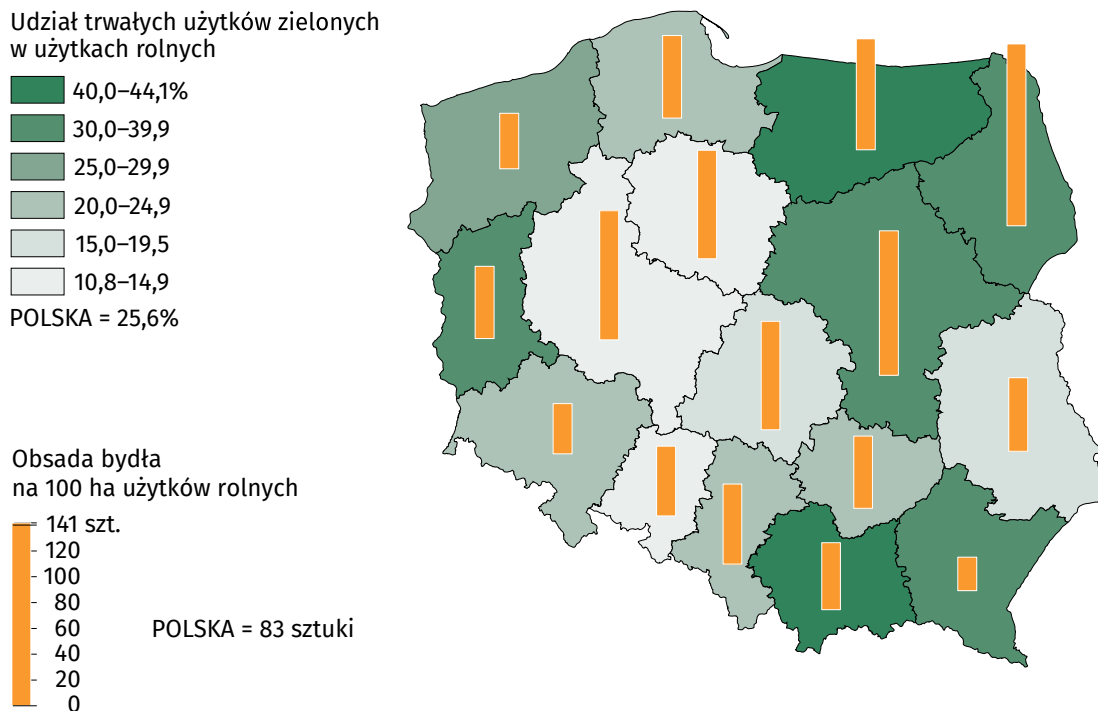 Udział trwałych użytków zielonych
w użytkach rolnych
40,0–44,1%
30,0–39,9
25,0–29,9
20,0–24,9
15,0–19,5
10,8–14,9
POLSKA = 25,6%
Obsada bydła
na 100 ha użytków rolnych
141 szt.
120
100
80
60
40
20
0
POLSKA = 83 sztuki